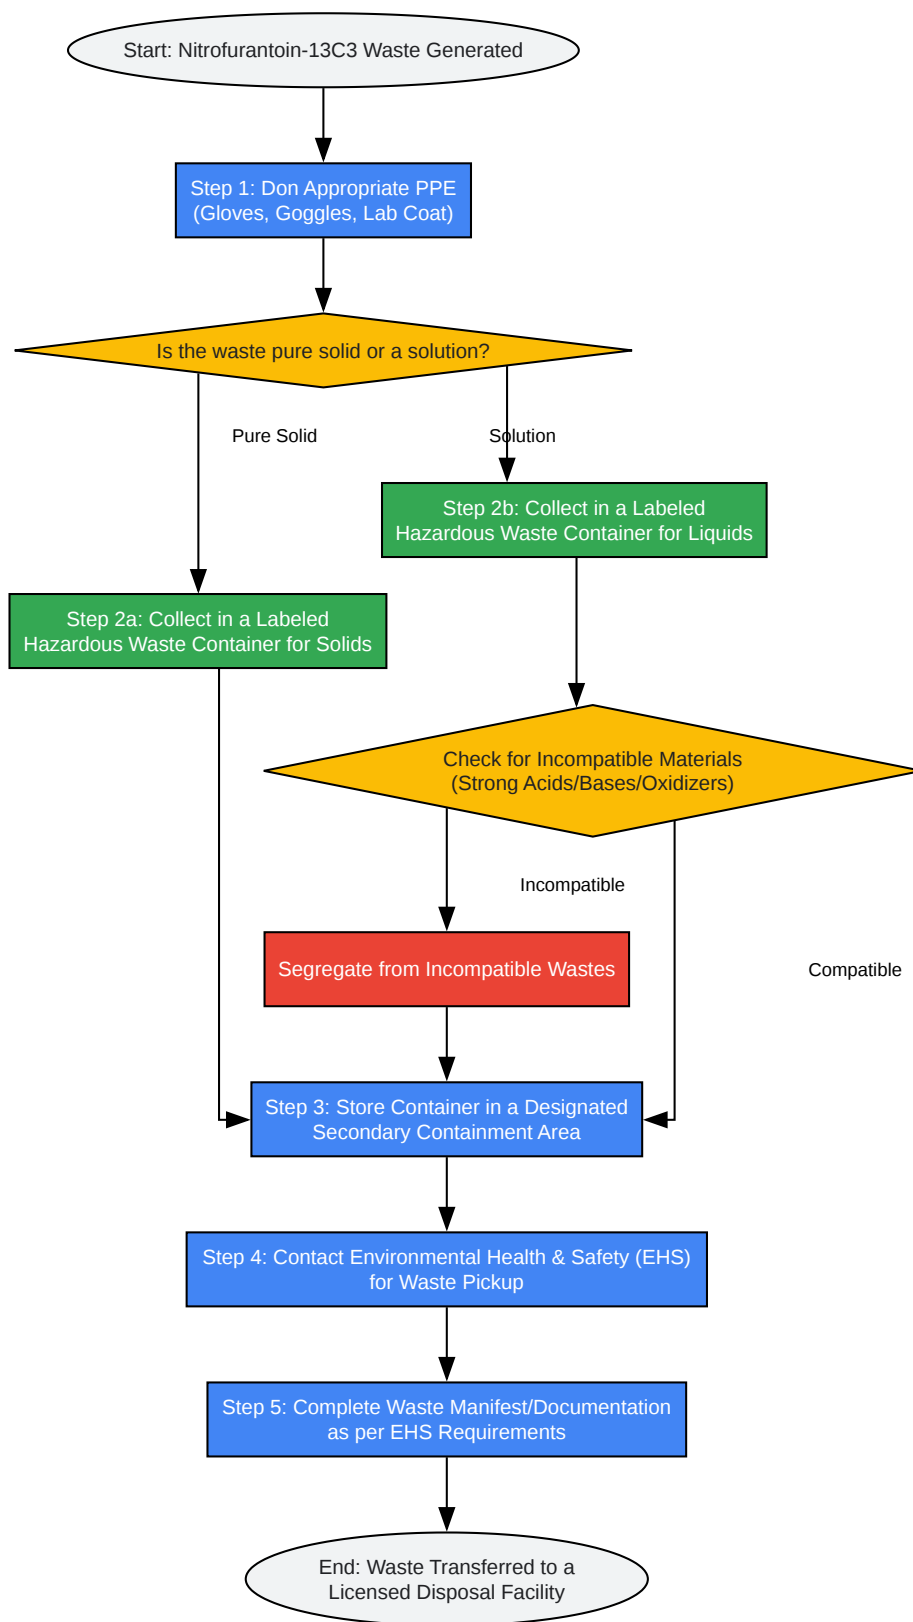 Start: Nitrofurantoin-13C3 Waste Generated
Step 1: Don Appropriate PPE
(Gloves, Goggles, Lab Coat)
Is the waste pure solid or a solution?
Pure Solid
Solution
Step 2b: Collect in a Labeled
Hazardous Waste Container for Liquids
Step 2a: Collect in a Labeled
Hazardous Waste Container for Solids
Check for Incompatible Materials
(Strong Acids/Bases/Oxidizers)
Incompatible
Segregate from Incompatible Wastes
Compatible
Step 3: Store Container in a Designated
Secondary Containment Area
Step 4: Contact Environmental Health & Safety (EHS)
for Waste Pickup
Step 5: Complete Waste Manifest/Documentation
as per EHS Requirements
End: Waste Transferred to a
Licensed Disposal Facility